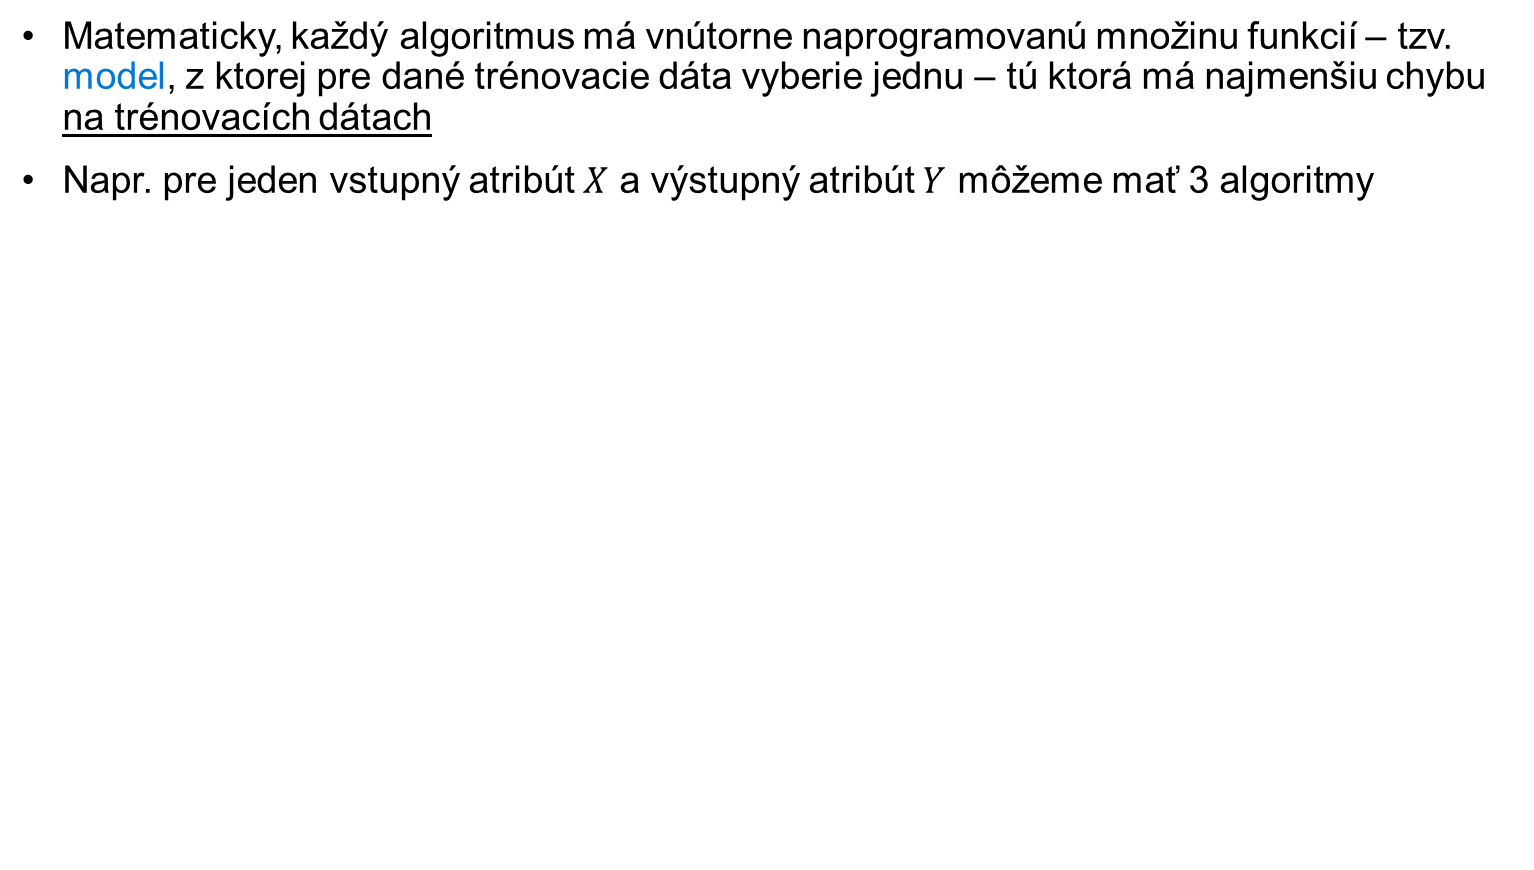 • Matematicky, každý algoritmus má vnútorne naprogramovanú množinu funkcií – tzv.
model, z ktorej pre dané trénovacie dáta vyberie jednu – tú ktorá má najmenšiu chybu
na trénovacích dátach
• Napr. pre jeden vstupný atribút X a výstupný atribút Y môžeme mať 3 algoritmy